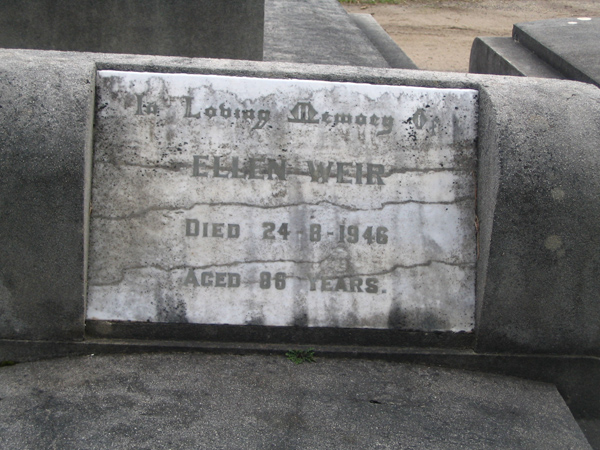 In Loving Memory Of
ELLEN WEIR
DIED 24-8-1946
AGED 86 YEARS.